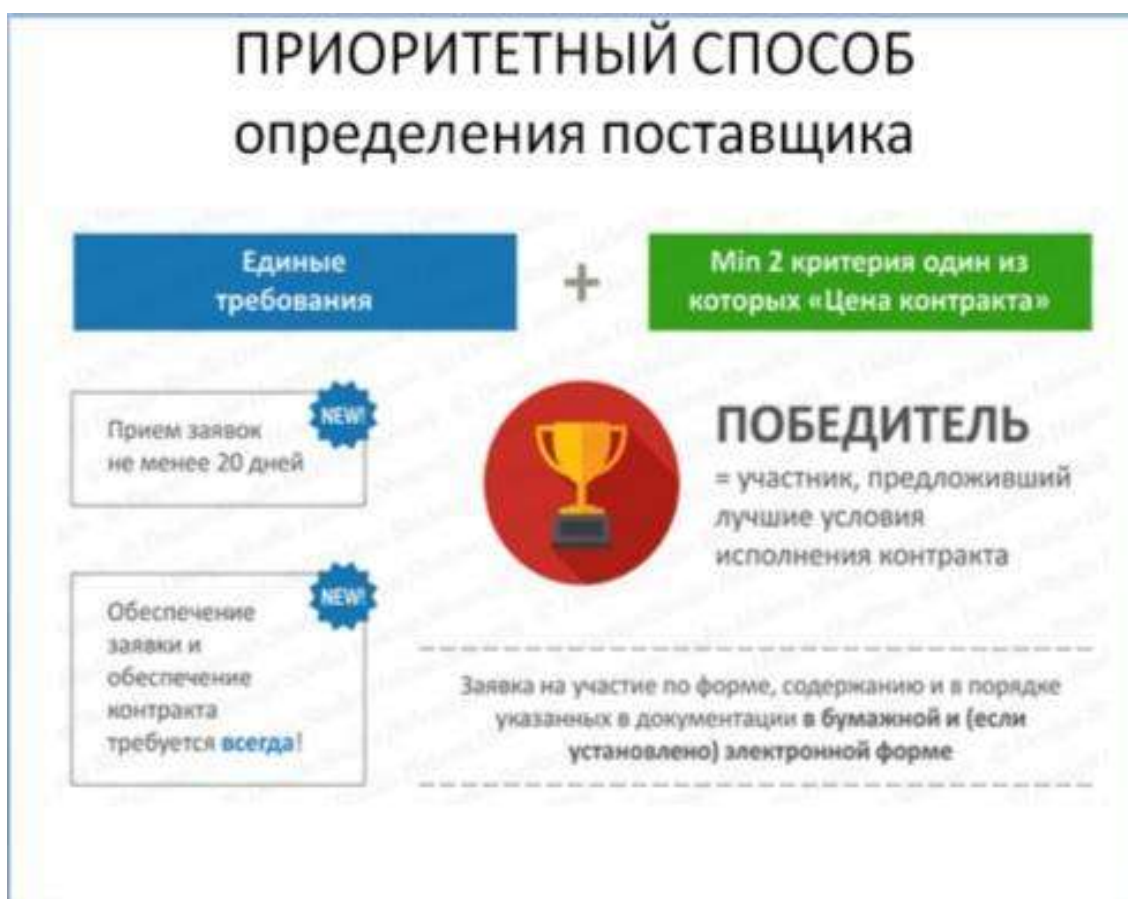 ПРИОРИТЕТНЫЙ СПОСОБ
определения поставщика
Единые
требования
+
Min 2 критерия один из
которых «Цена контракта»
NEW!
Прием заявок
не менее 20 дней
ПОБЕДИТЕЛЬ
= участник, предложивший
лучшие условия
исполнения контракта
NEW!
Обеспечение
заявки и
обеспечение
контракта
требуется всегда!
Заявка на участие по форме, содержанию и в порядке
указанных в документации в бумажной и (если
установлено) электронной форме